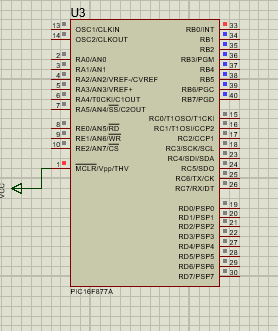 U3
13 OSC1/CLKIN RB0/INT 33
14 OSC2/CLKOUT RB1 34
RB2 35
2 RA0/AN0 RB3/PGM 36
3 RA1/AN1 RB4 37
4 RA2/AN2/VREF-/CVREF RB5 38
5 RA3/AN3/VREF+ RB6/PGC 39
6 RA4/T0CKI/C1OUT RB7/PGD 40
7 RA5/AN4/SS/C2OUT
RC0/T1OSO/T1CKI 15
8 RE0/AN5/RD RC1/T1OSI/CCP2 16
9 RE1/AN6/WR RC2/CCP1 17
10 RE2/AN7/CS RC3/SCK/SCL 18
RC4/SDI/SDA 23
1 MCLR/Vpp/THV RC5/SDO 24
RC6/TX/CK 25
RC7/RX/DT 26
VCC
RD0/PSP0 19
RD1/PSP1 20
RD2/PSP2 21
RD3/PSP3 22
RD4/PSP4 27
RD5/PSP5 28
RD6/PSP6 29
RD7/PSP7 30
PIC16F877A